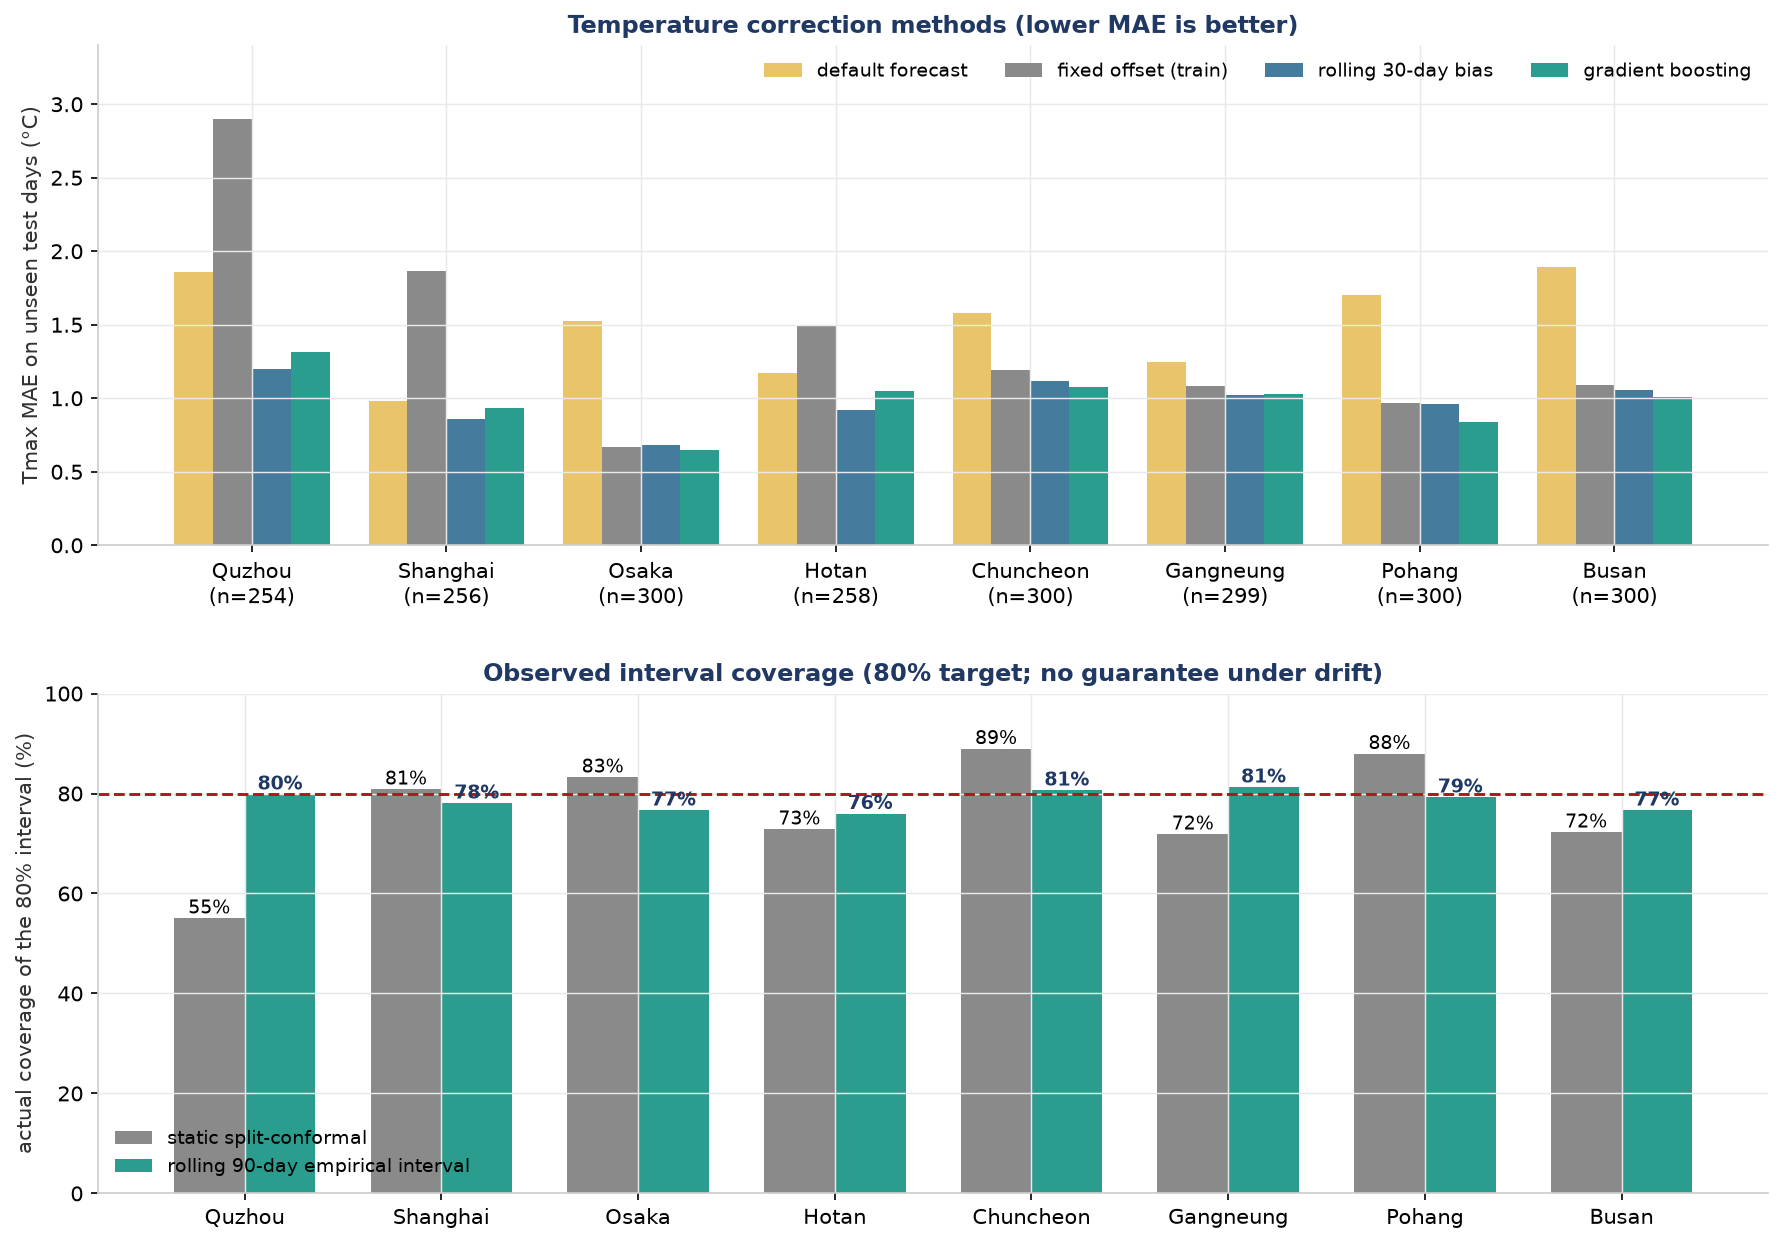 Temperature correction methods (lower MAE is better)
default forecast
fixed offset (train)
rolling 30-day bias
gradient boosting
Tmax MAE on unseen test days (°C)
3.0
2.5
2.0
1.5
1.0
0.5
0.0
Quzhou
(n=254)
Shanghai
(n=256)
Osaka
(n=300)
Hotan
(n=258)
Chuncheon
(n=300)
Gangneung
(n=299)
Pohang
(n=300)
Busan
(n=300)
Observed interval coverage (80% target; no guarantee under drift)
actual coverage of the 80% interval (%)
100
80
60
40
20
0
55%
80%
81%
78%
83%
77%
73%
76%
89%
81%
72%
81%
88%
79%
72%
77%
static split-conformal
rolling 90-day empirical interval
Quzhou
Shanghai
Osaka
Hotan
Chuncheon
Gangneung
Pohang
Busan